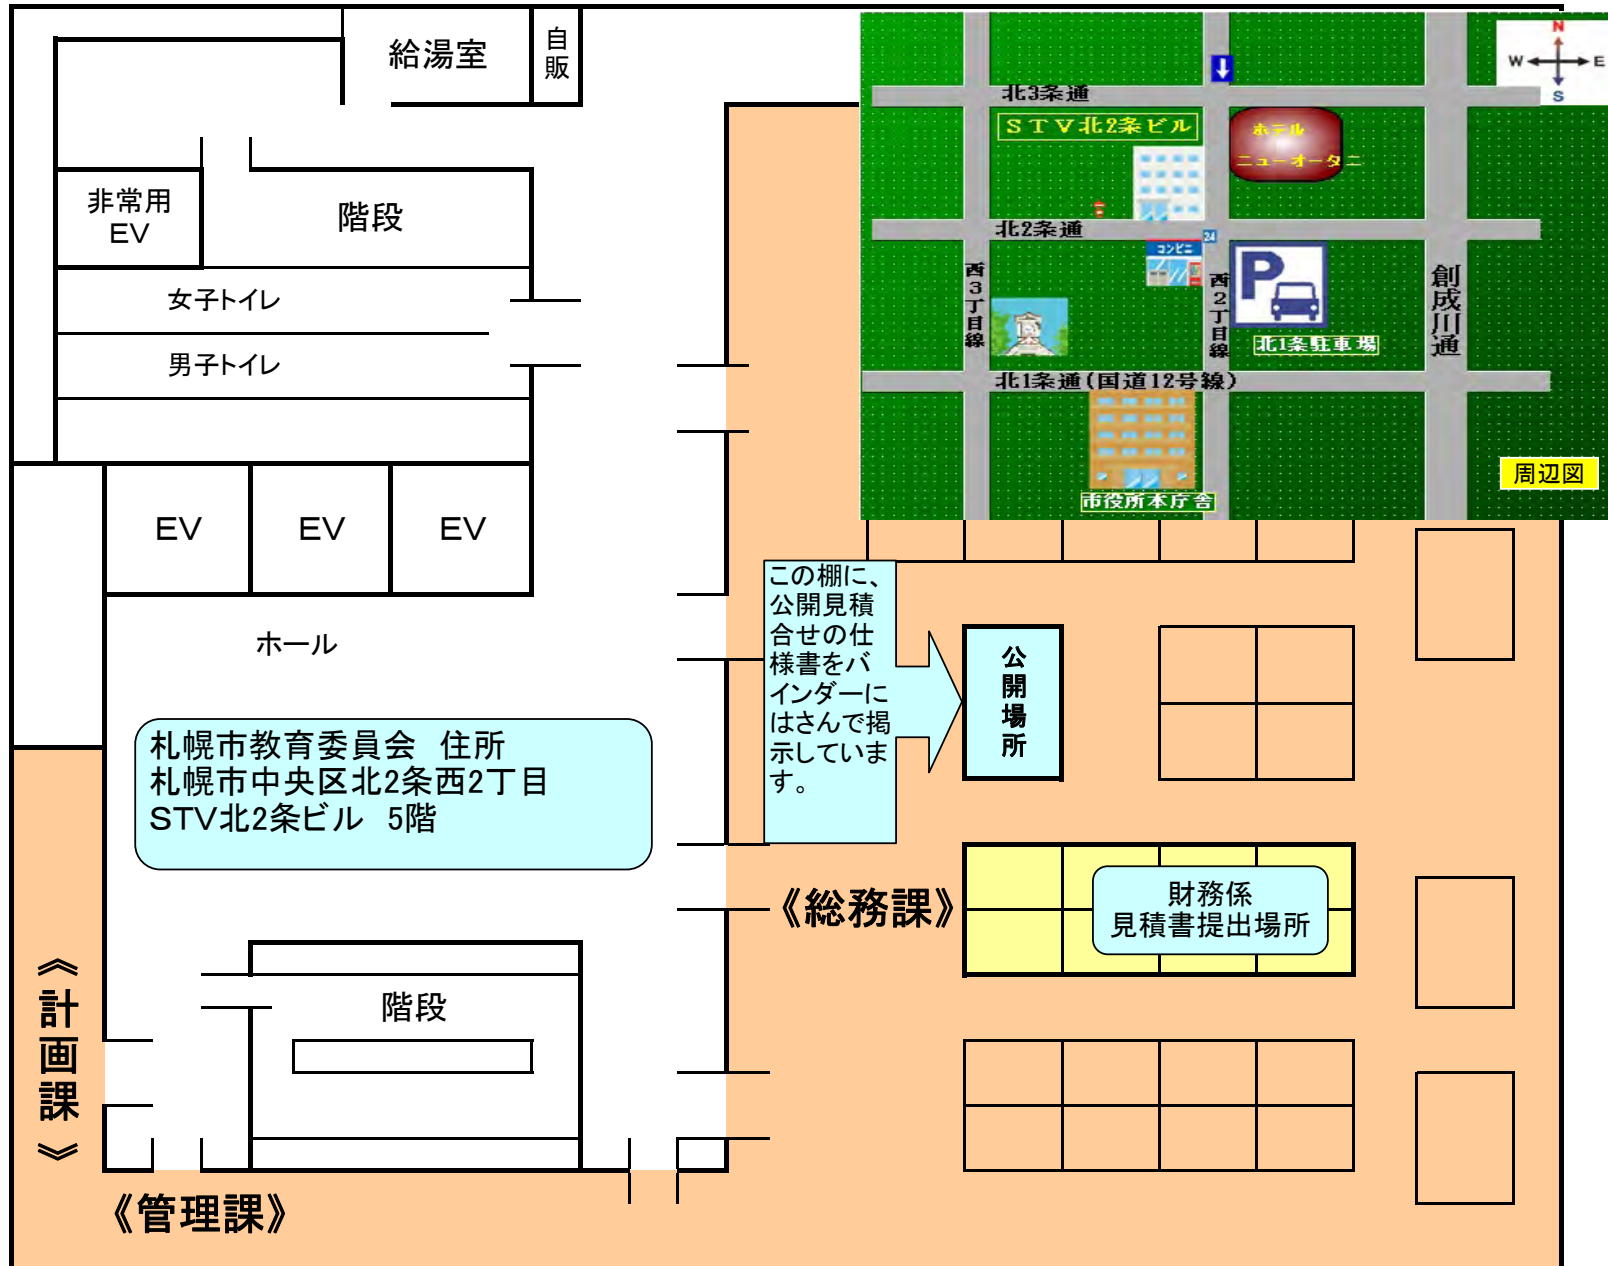 給湯室
自販
非常用
EV
階段
女子トイレ
男子トイレ
EV
EV
EV
ホール
札幌市教育委員会 住所
札幌市中央区北2条西2丁目
STV北2条ビル 5階
階段
《計画課》
《管理課》
《総務課》
この棚に、
公開見積
合せの仕
様書をバ
インダーに
はさんで掲
示していま
す。
公開場所
財務係
見積書提出場所
N
W
E
S
北3条通
STV北2条ビル
ホテル
ニューオータニ
北2条通
コンビニ
24
西3丁目線
西2丁目線
創成川通
P
北1条駐車場
北1条通(国道12号線)
市役所本庁舎
周辺図